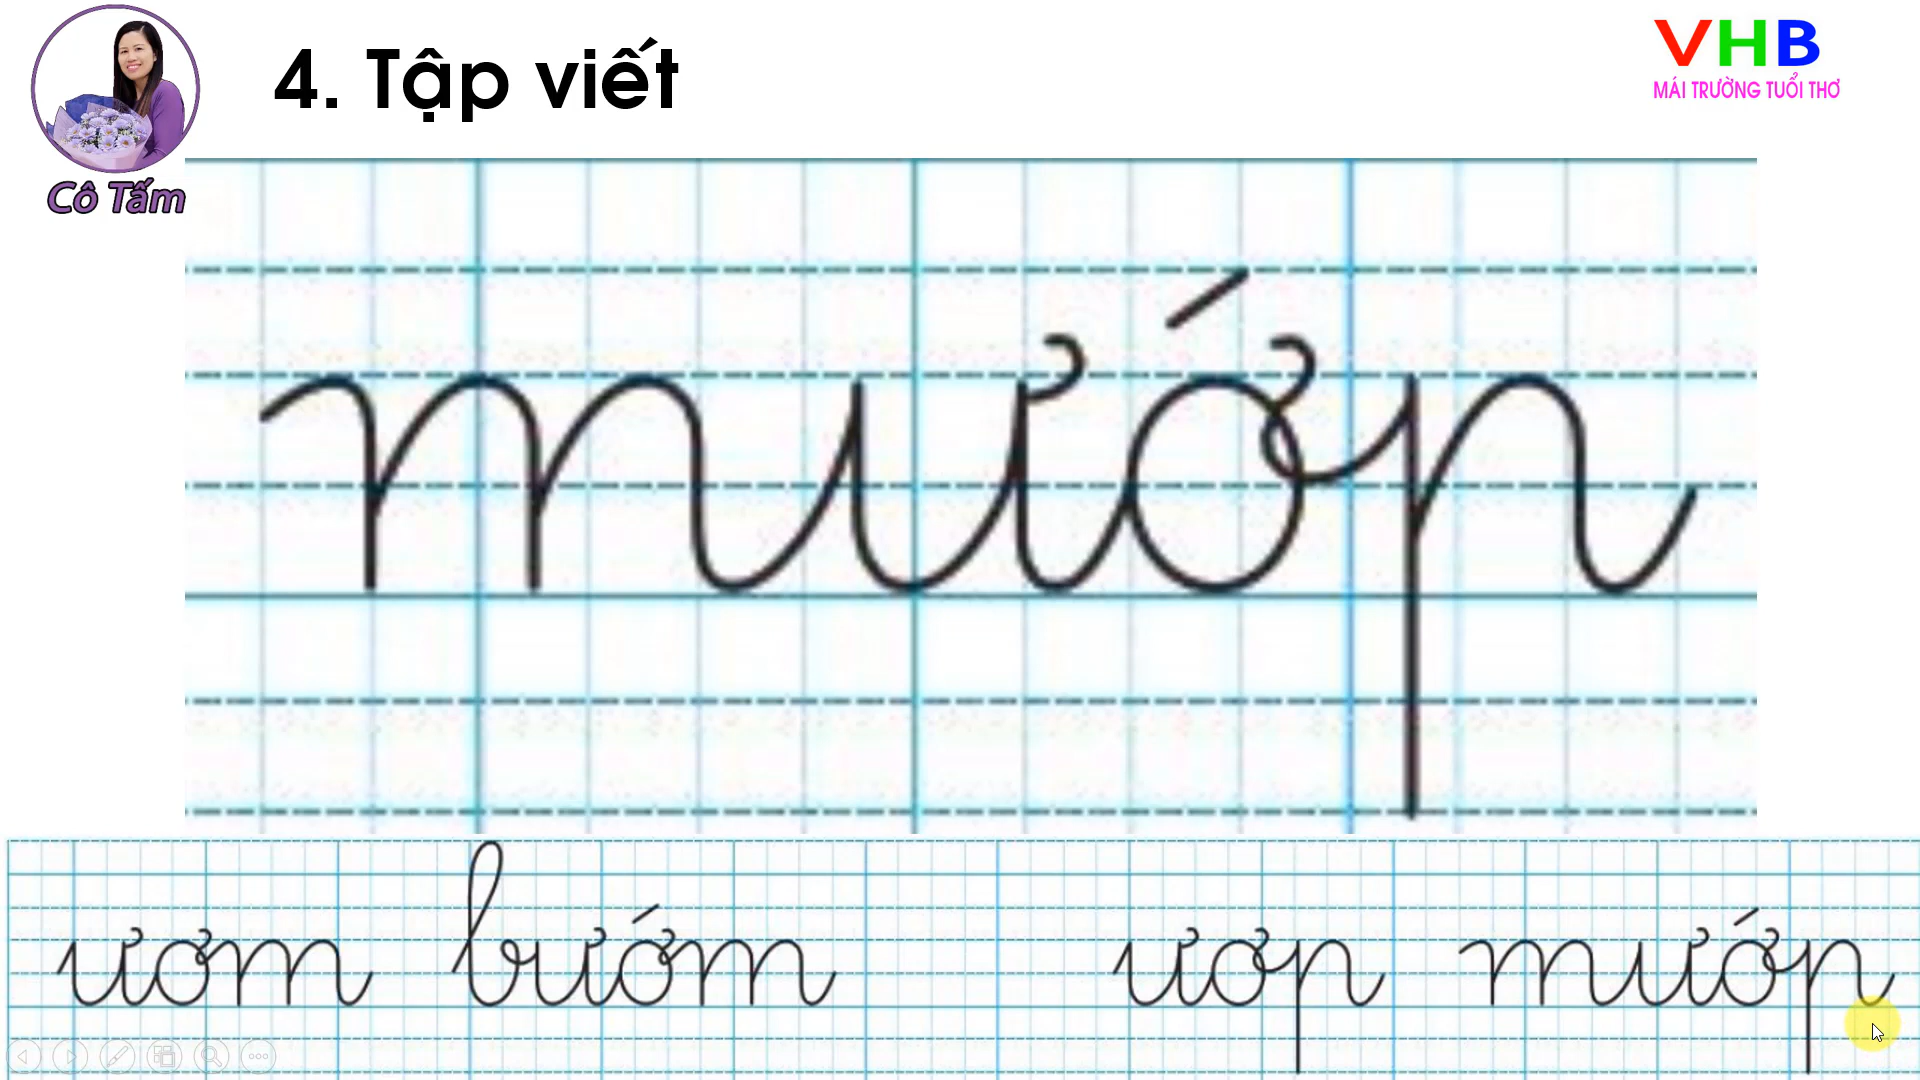 4. Tập viết
VHB
MÁI TRƯỜNG TUỔI THƠ
Cô Tấm
mướp
ươm bướm ươp mướp